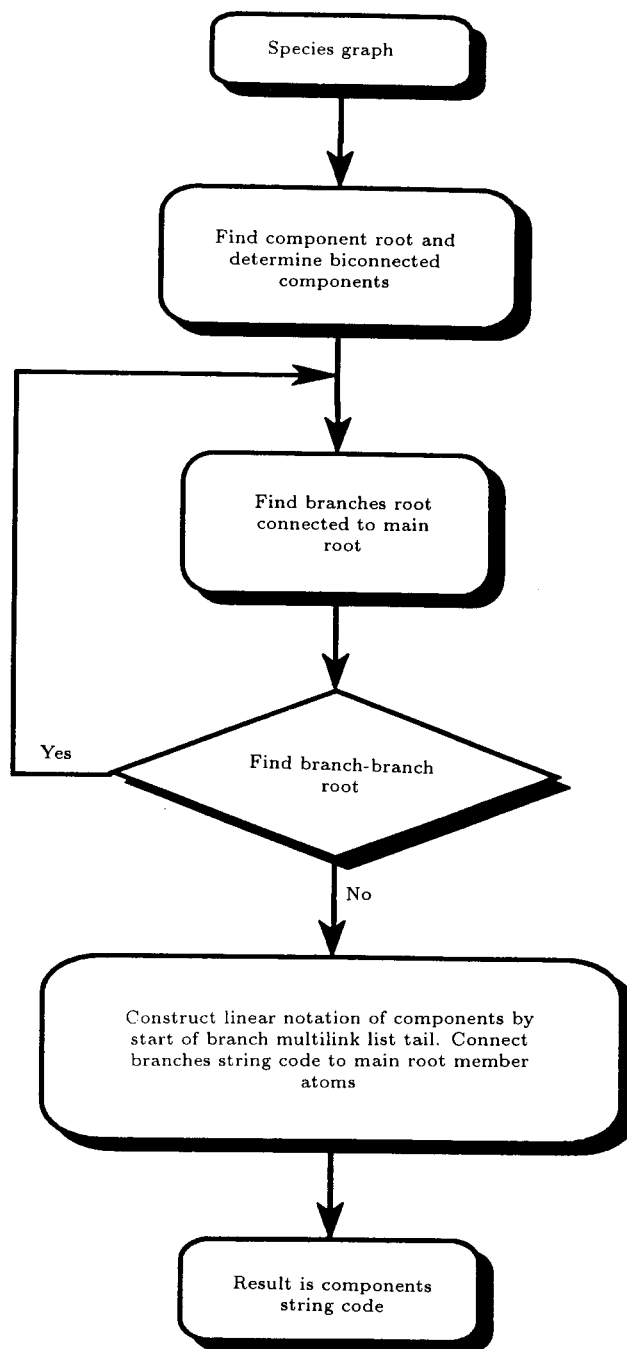 Species graph
Find component root and
determine biconnected
components
Find branches root
connected to main
root
Find branch-branch
root
Yes
No
Construct linear notation of components by
start of branch multilink list tail. Connect
branches string code to main root member
atoms
Result is components
string code